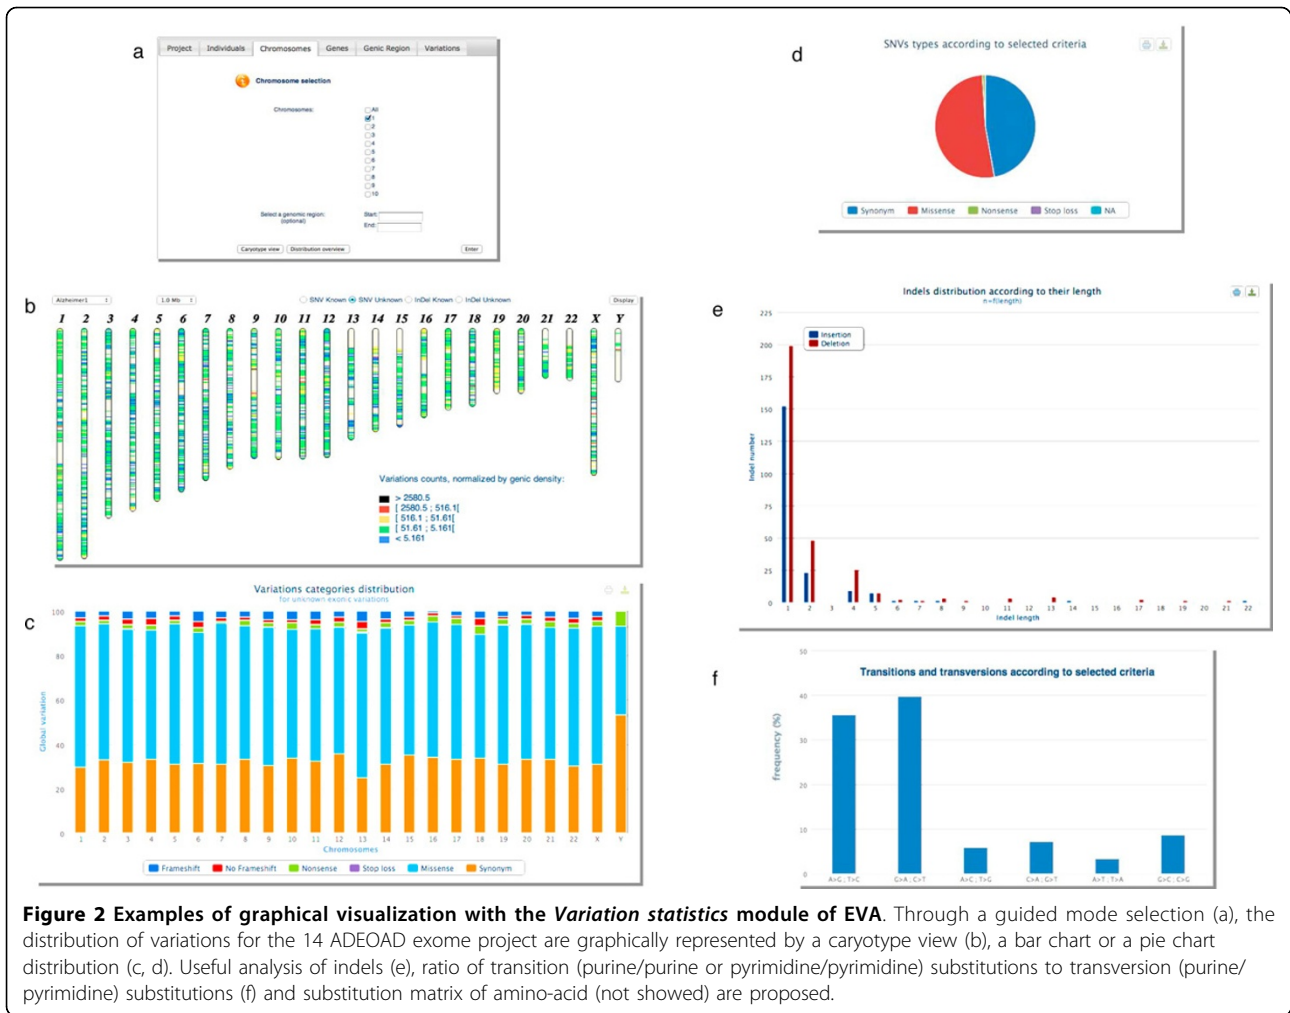 a
Project Individuals Chromosomes Genes Genic Region Variations
Chromosome selection
Chromosomes:
All
1
2
3
4
5
6
7
8
9
10
Select a genomic region:
(optional)
Start:
End:
Caryotype view Distribution overview Enter
b
Alzheimer1 1.0 Mb SNV Known SNV Unknown InDel Known InDel Unknown Display
1 2 3 4 5 6 7 8 9 10 11 12 13 14 15 16 17 18 19 20 21 22 X Y
Variations counts, normalized by genic density:
> 2580.5
[ 2580.5 ; 516.1[
[ 516.1 ; 51.61[
[ 51.61 ; 5.161[
< 5.161
c
Variations categories distribution
for unknown exonic variations
Global variation
100
80
60
40
20
0
1 2 3 4 5 6 7 8 9 10 11 12 13 14 15 16 17 18 19 20 21 22 X Y
Chromosomes
Frameshift No Frameshift Nonsense Stop loss Missense Synonym
d
SNVs types according to selected criteria
Synonym Missense Nonsense Stop loss NA
e
Indels distribution according to their length
n=f(length)
Insertion
Deletion
Indel number
225
200
175
150
125
100
75
50
25
0
1 2 3 4 5 6 7 8 9 10 11 12 13 14 15 16 17 18 19 20 21 22
Indel length
f
Transitions and transversions according to selected criteria
frequency (%)
50
40
30
20
10
0
A>G ; T>G G>A ; C>T A>C ; T>G C>A ; G>T A>T ; T>A G>C ; C>G
Figure 2 Examples of graphical visualization with the Variation statistics module of EVA. Through a guided mode selection (a), the
distribution of variations for the 14 ADEOAD exome project are graphically represented by a caryotype view (b), a bar chart or a pie chart
distribution (c, d). Useful analysis of indels (e), ratio of transition (purine/purine or pyrimidine/pyrimidine) substitutions to transversion (purine/
pyrimidine) substitutions (f) and substitution matrix of amino-acid (not showed) are proposed.